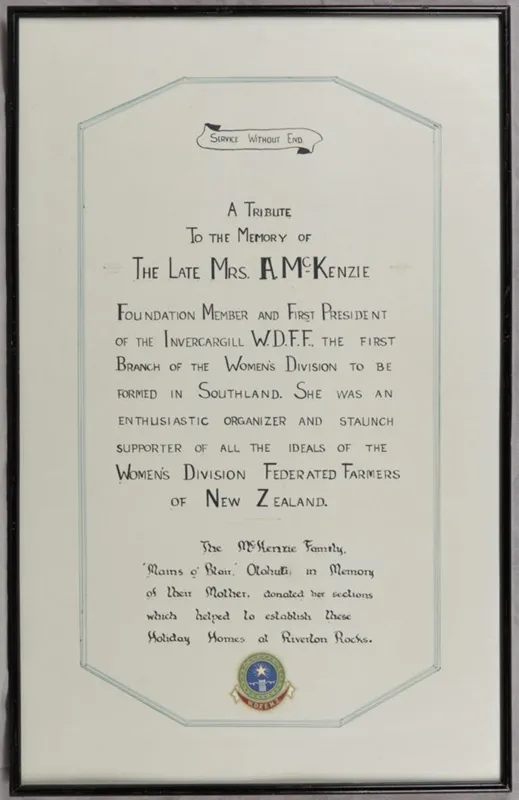 Service Without End
A Tribute
To the Memory of
The Late Mrs. A. McKenzie
Foundation Member and First President
of the Invercargill W.D.F.F., the first
Branch of the Women's Division to be
formed in Southland. She was an
enthusiastic organizer and staunch
supporter of all the ideals of the
Women's Division Federated Farmers
of New Zealand.
The McKenzie Family,
"Mains o' Blair," Otahuti, in Memory
of their Mother, donated her sections
which helped to establish these
Holiday Homes at Riverton Rocks.
W.D.F.F.N.Z.